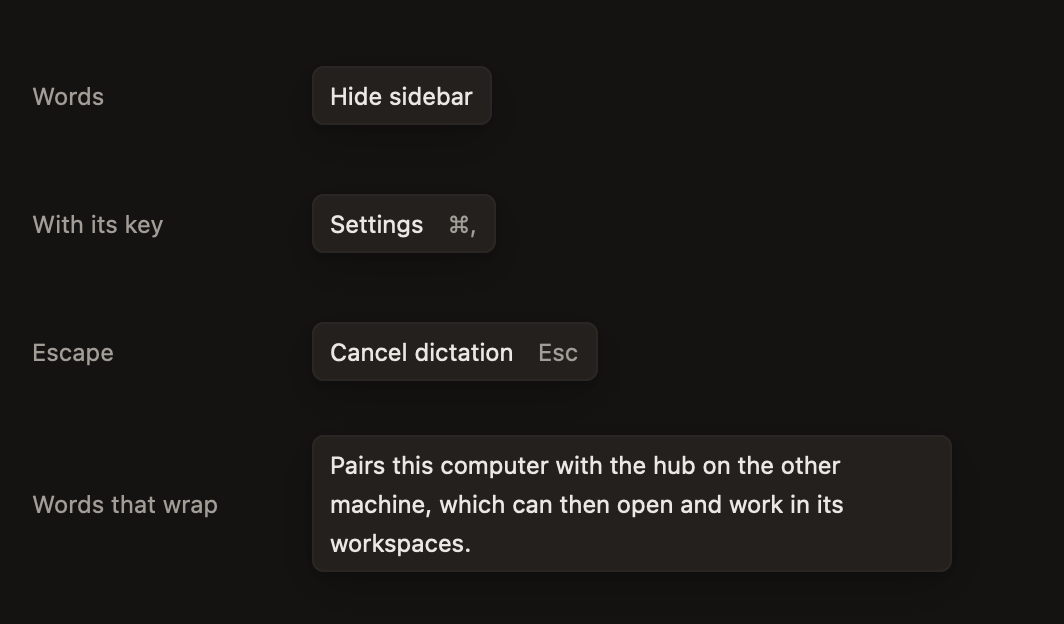 Words
Hide sidebar
With its key
Settings ⌘,
Escape
Cancel dictation Esc
Words that wrap
Pairs this computer with the hub on the other
machine, which can then open and work in its
workspaces.